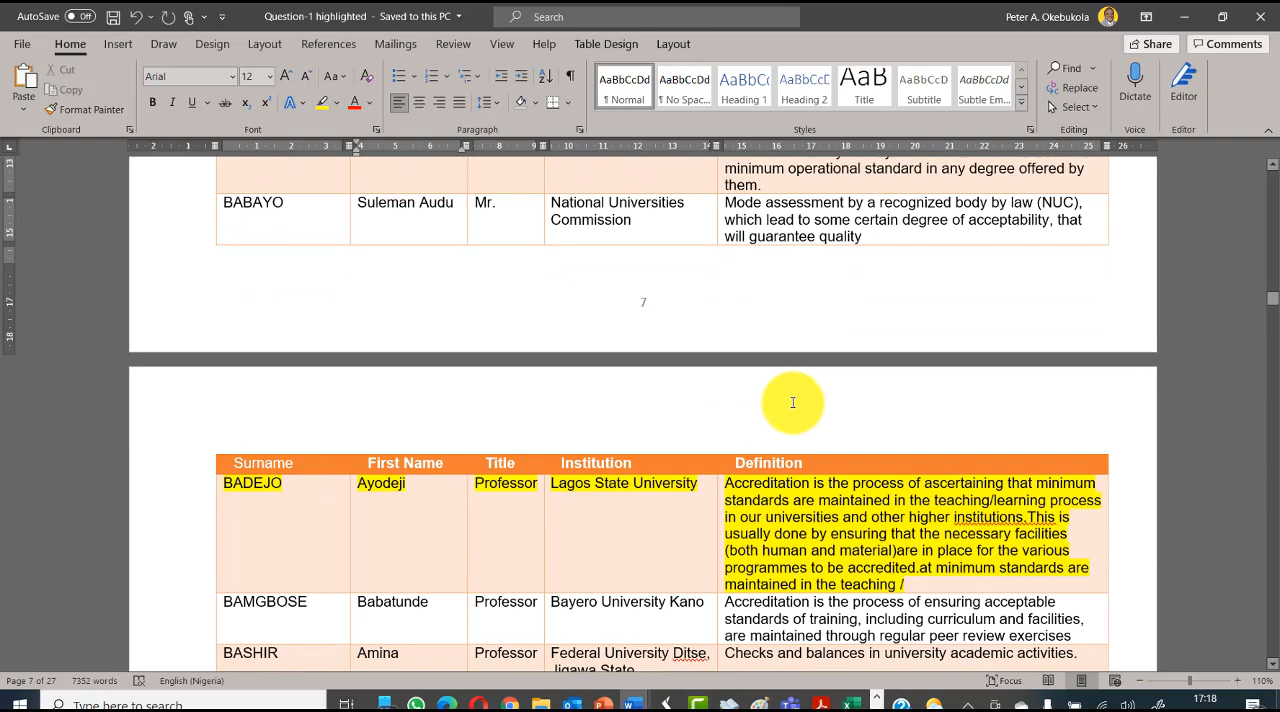 AutoSave Off Question-1 highlighted - Saved to this PC Search Peter A. Okebukola
File Home Insert Draw Design Layout References Mailings Review View Help Table Design Layout Share Comments
Paste Cut Copy Format Painter
Arial 12
AaBbCcDd AaBbCcDd AaBbC AaBbCcC AaB AaBbCcD AaBbCcDd
¶ Normal ¶ No Spac... Heading 1 Heading 2 Title Subtitle Subtle Em...
Find Replace Select Dictate Editor
Clipboard Font Paragraph Styles Editing Voice Editor
minimum operational standard in any degree offered by
them.
BABAYO Suleman Audu Mr. National Universities Mode assessment by a recognized body by law (NUC),
Commission which lead to some certain degree of acceptability, that
will guarantee quality
7
Surname First Name Title Institution Definition
BADEJO Ayodeji Professor Lagos State University Accreditation is the process of ascertaining that minimum
standards are maintained in the teaching/learning process
in our universities and other higher institutions.This is
usually done by ensuring that the necessary facilities
(both human and material)are in place for the various
programmes to be accredited.at minimum standards are
maintained in the teaching /
BAMGBOSE Babatunde Professor Bayero University Kano Accreditation is the process of ensuring acceptable
standards of training, including curriculum and facilities,
are maintained through regular peer review exercises
BASHIR Amina Professor Federal University Ditse, Checks and balances in university academic activities.
Jigawa State
Page 7 of 27 7352 words English (Nigeria) Focus 110%
Type here to search 17:18